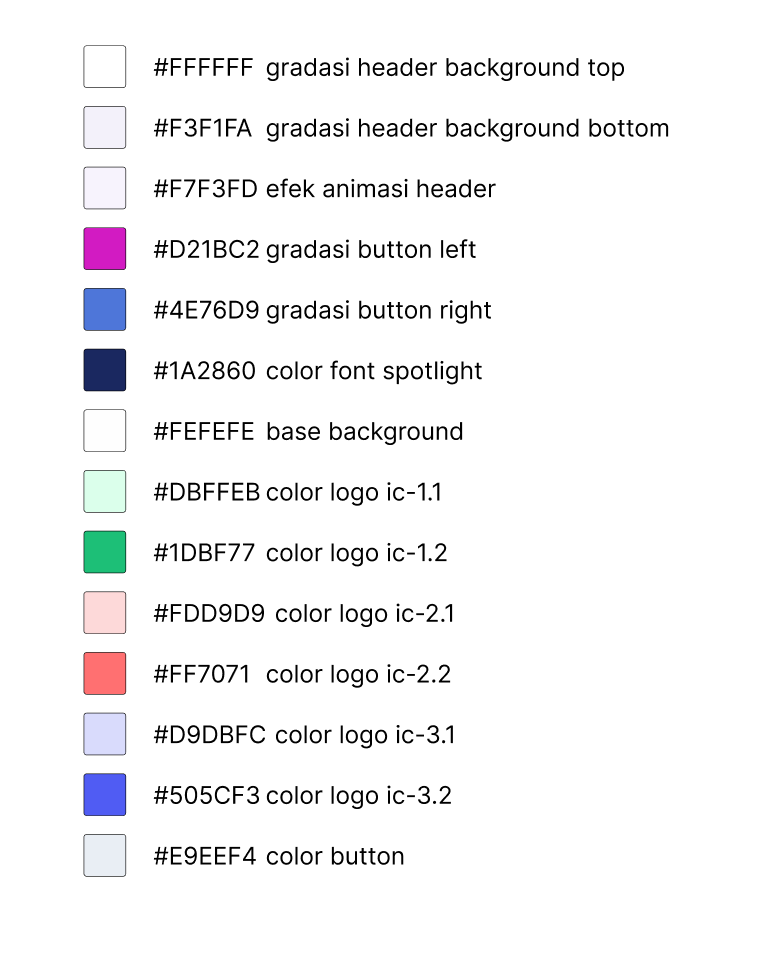 #FFFFFF gradasi header background top
#F3F1FA gradasi header background bottom
#F7F3FD efek animasi header
#D21BC2 gradasi button left
#4E76D9 gradasi button right
#1A2860 color font spotlight
#FEFEFE base background
#DBFFEB color logo ic-1.1
#1DBF77 color logo ic-1.2
#FDD9D9 color logo ic-2.1
#FF7071 color logo ic-2.2
#D9DBFC color logo ic-3.1
#505CF3 color logo ic-3.2
#E9EEF4 color button